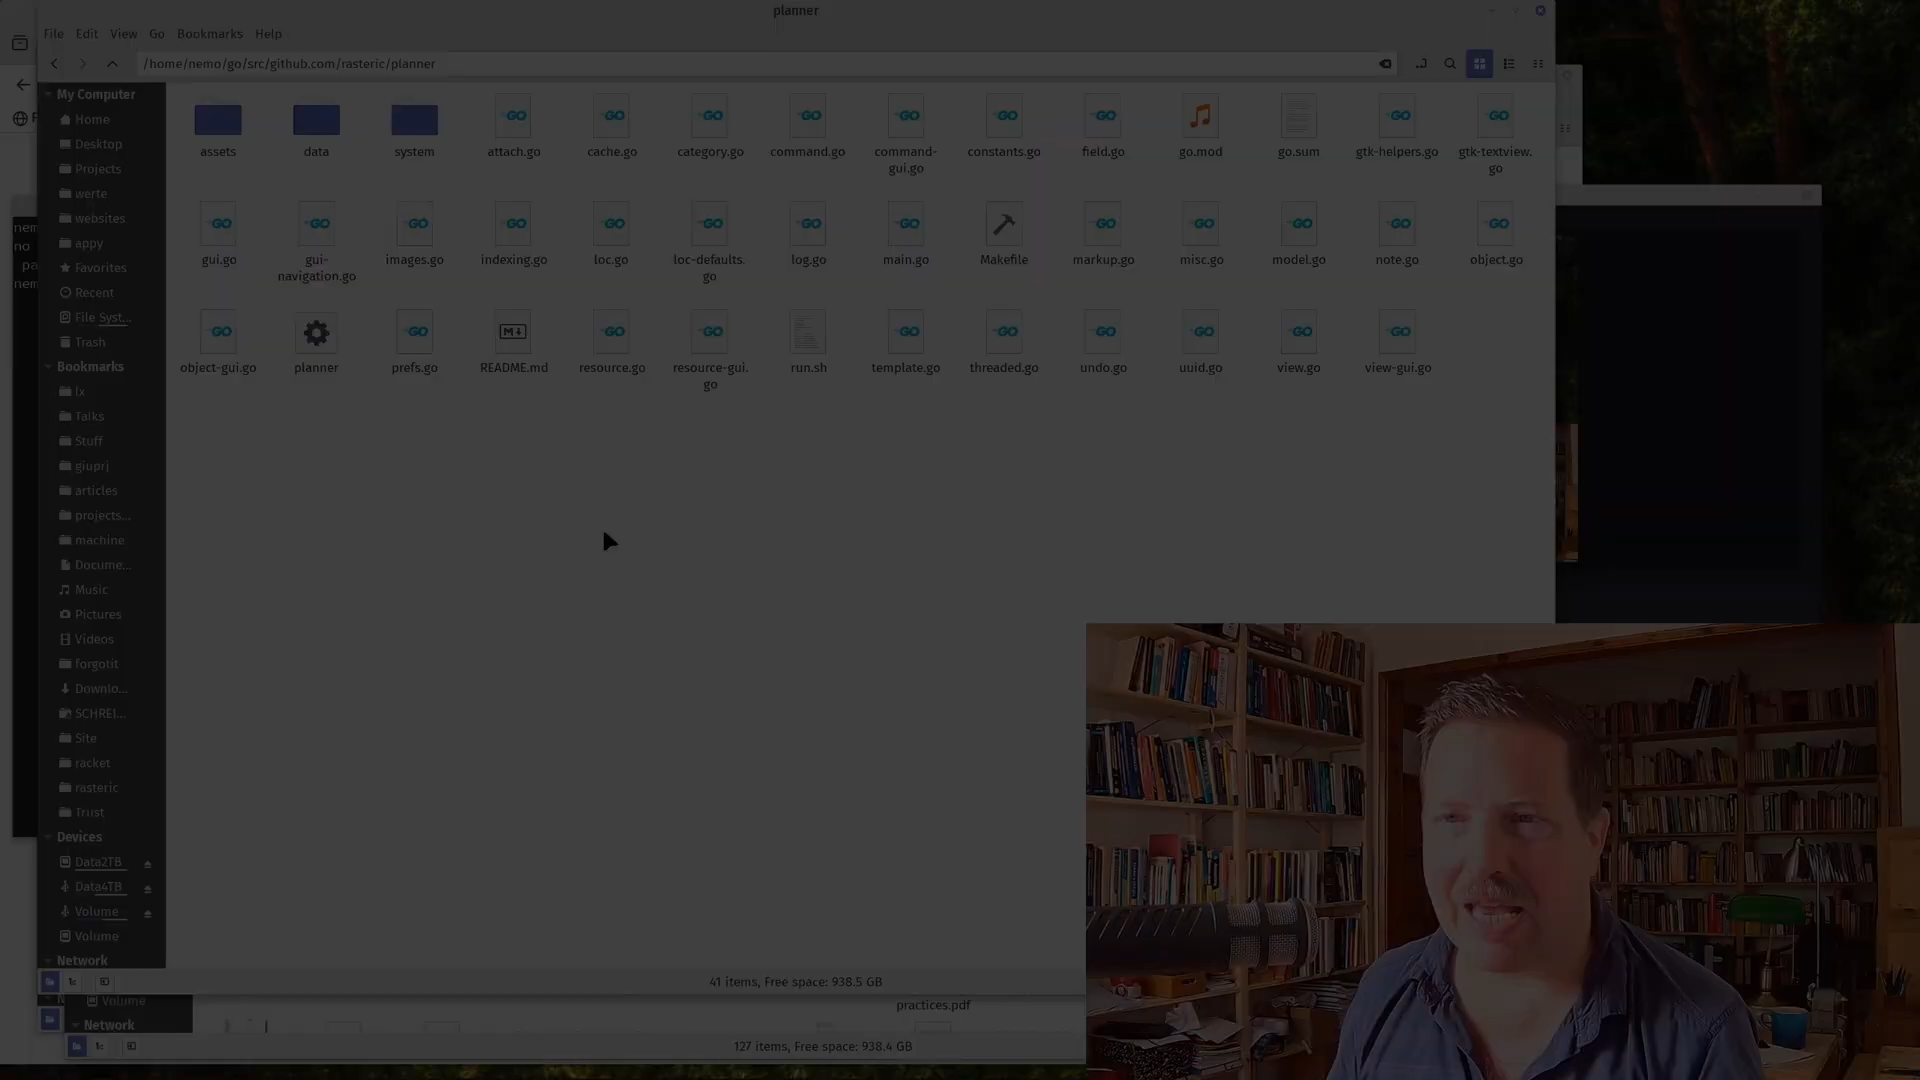 planner
File Edit View Go Bookmarks Help
/home/nemo/go/src/github.com/rasteric/planner
My Computer
Home
Desktop
Projects
werte
websites
appy
Favorites
Recent
File Syst...
Trash
Bookmarks
lx
Talks
Stuff
giuprj
articles
projects...
machine
Docume...
Music
Pictures
Videos
forgotit
Downlo...
SCHREI...
Site
racket
rasteric
Trust
Devices
Data2TB
Data4TB
Volume
Volume
Network
assets data system attach.go cache.go category.go command.go command-gui.go constants.go field.go go.mod go.sum gtk-helpers.go gtk-textview.go
gui.go gui-navigation.go images.go indexing.go loc.go loc-defaults.go log.go main.go Makefile markup.go misc.go model.go note.go object.go
object-gui.go planner prefs.go README.md resource.go resource-gui.go run.sh template.go threaded.go undo.go uuid.go view.go view-gui.go
41 items, Free space: 938.5 GB
Volume
practices.pdf
Network
127 items, Free space: 938.4 GB
nem
no
pa
nem